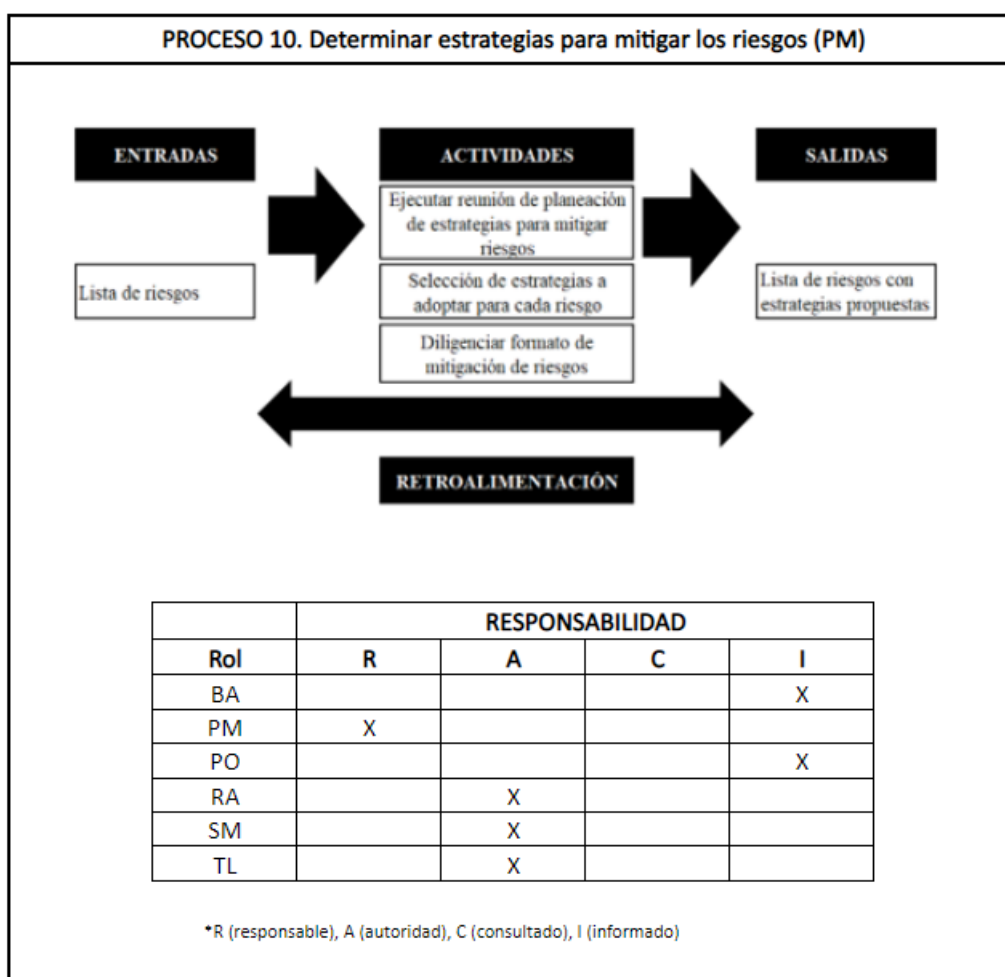 PROCESO 10. Determinar estrategias para mitigar los riesgos (PM)
ENTRADAS
Lista de riesgos
ACTIVIDADES
Ejecutar reunión de planeación
de estrategias para mitigar
riesgos
Selección de estrategias a
adoptar para cada riesgo
Diligenciar formato de
mitigación de riesgos
SALIDAS
Lista de riesgos con
estrategias propuestas
RETROALIMENTACIÓN
RESPONSABILIDAD
Rol R A C I
BA X
PM X
PO X
RA X
SM X
TL X
*R (responsable), A (autoridad), C (consultado), I (informado)